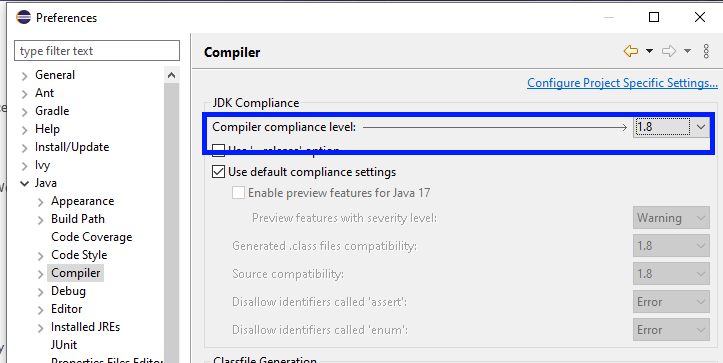 Preferences
type filter text
General
Ant
Gradle
Help
Install/Update
Ivy
Java
Appearance
Build Path
Code Coverage
Code Style
Compiler
Debug
Editor
Installed JREs
JUnit
Properties Files Editor
Compiler
Configure Project Specific Settings...
JDK Compliance
Compiler compliance level: 1.8
Use '--release' option
Use default compliance settings
Enable preview features for Java 17
Preview features with severity level: Warning
Generated .class files compatibility: 1.8
Source compatibility: 1.8
Disallow identifiers called 'assert': Error
Disallow identifiers called 'enum': Error
Classfile Generation